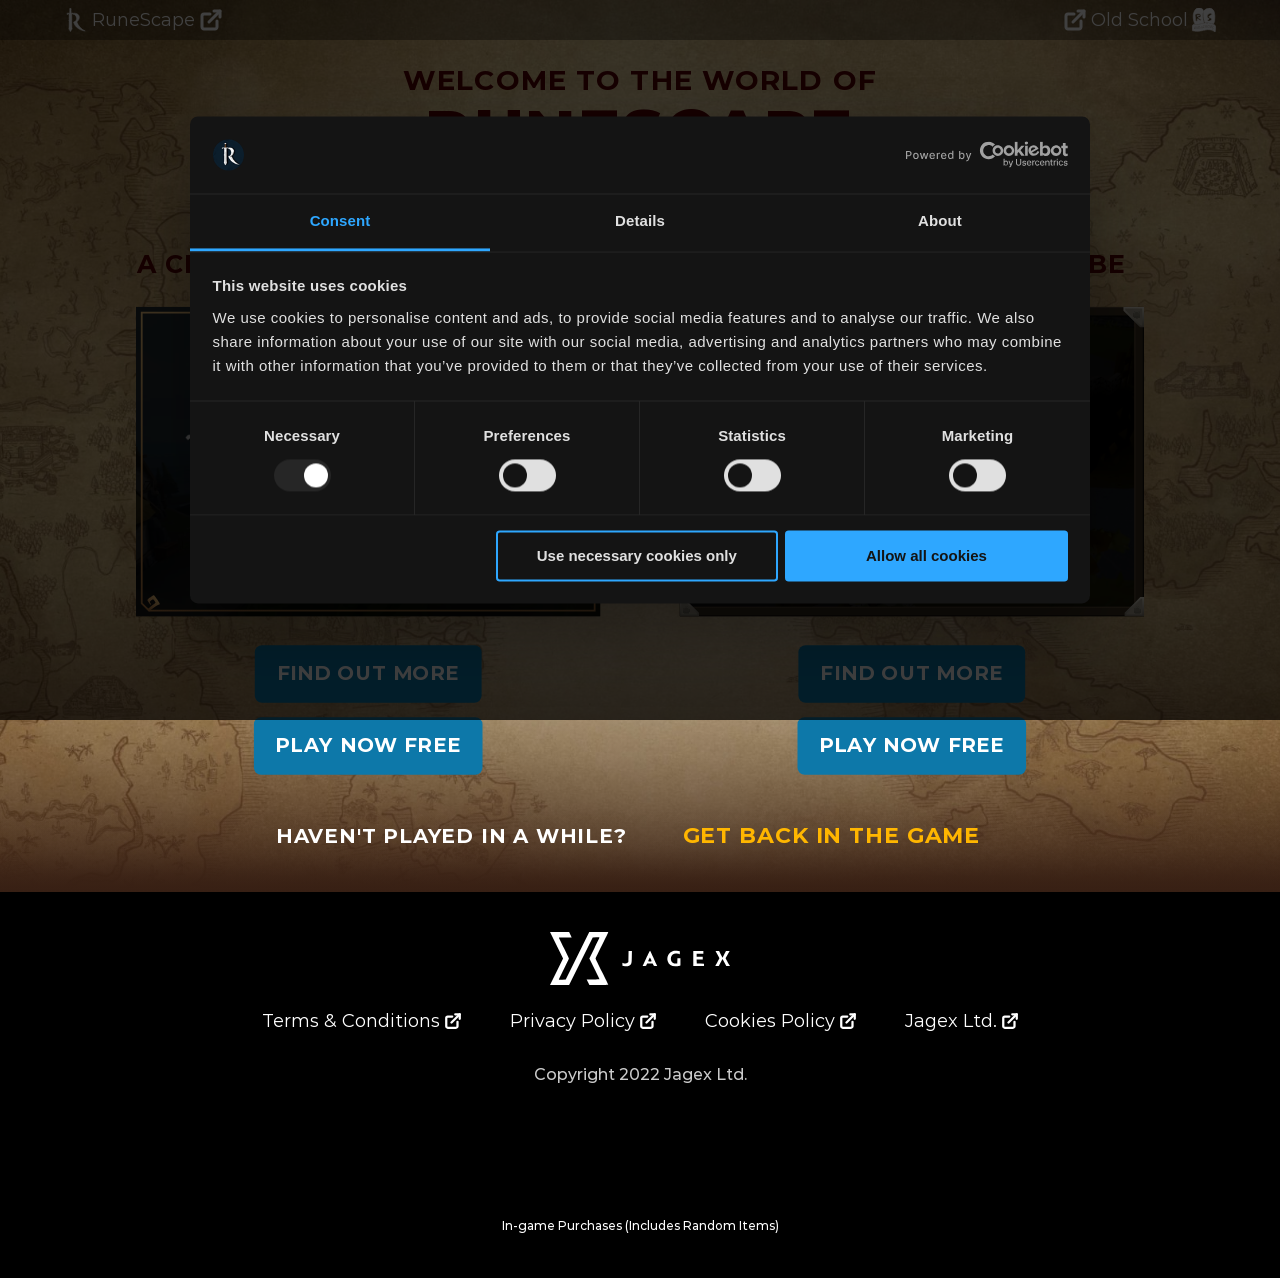 RuneScape
Old School
WELCOME TO THE WORLD OF
RUNESCAPE
Powered by Cookiebot
by Usercentrics
Consent
Details
About
A
BE
This website uses cookies
We use cookies to personalise content and ads, to provide social media features and to analyse our traffic. We also
share information about your use of our site with our social media, advertising and analytics partners who may combine
it with other information that you’ve provided to them or that they’ve collected from your use of their services.
Necessary
Preferences
Statistics
Marketing
Use necessary cookies only
Allow all cookies
FIND OUT MORE
FIND OUT MORE
PLAY NOW FREE
PLAY NOW FREE
HAVEN'T PLAYED IN A WHILE?
GET BACK IN THE GAME
JAGEX
Terms & Conditions
Privacy Policy
Cookies Policy
Jagex Ltd.
Copyright 2022 Jagex Ltd.
In-game Purchases (Includes Random Items)